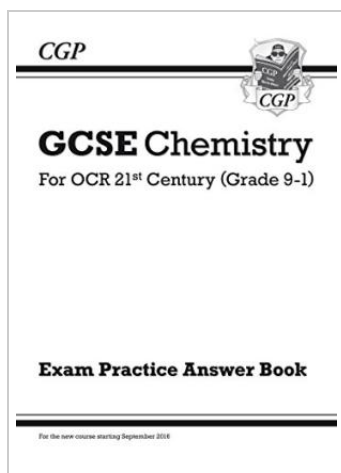 CGP
CGP
CGP
GCSE Chemistry
For OCR 21st Century (Grade 9-1)
Exam Practice Answer Book
For the new course starting September 2016